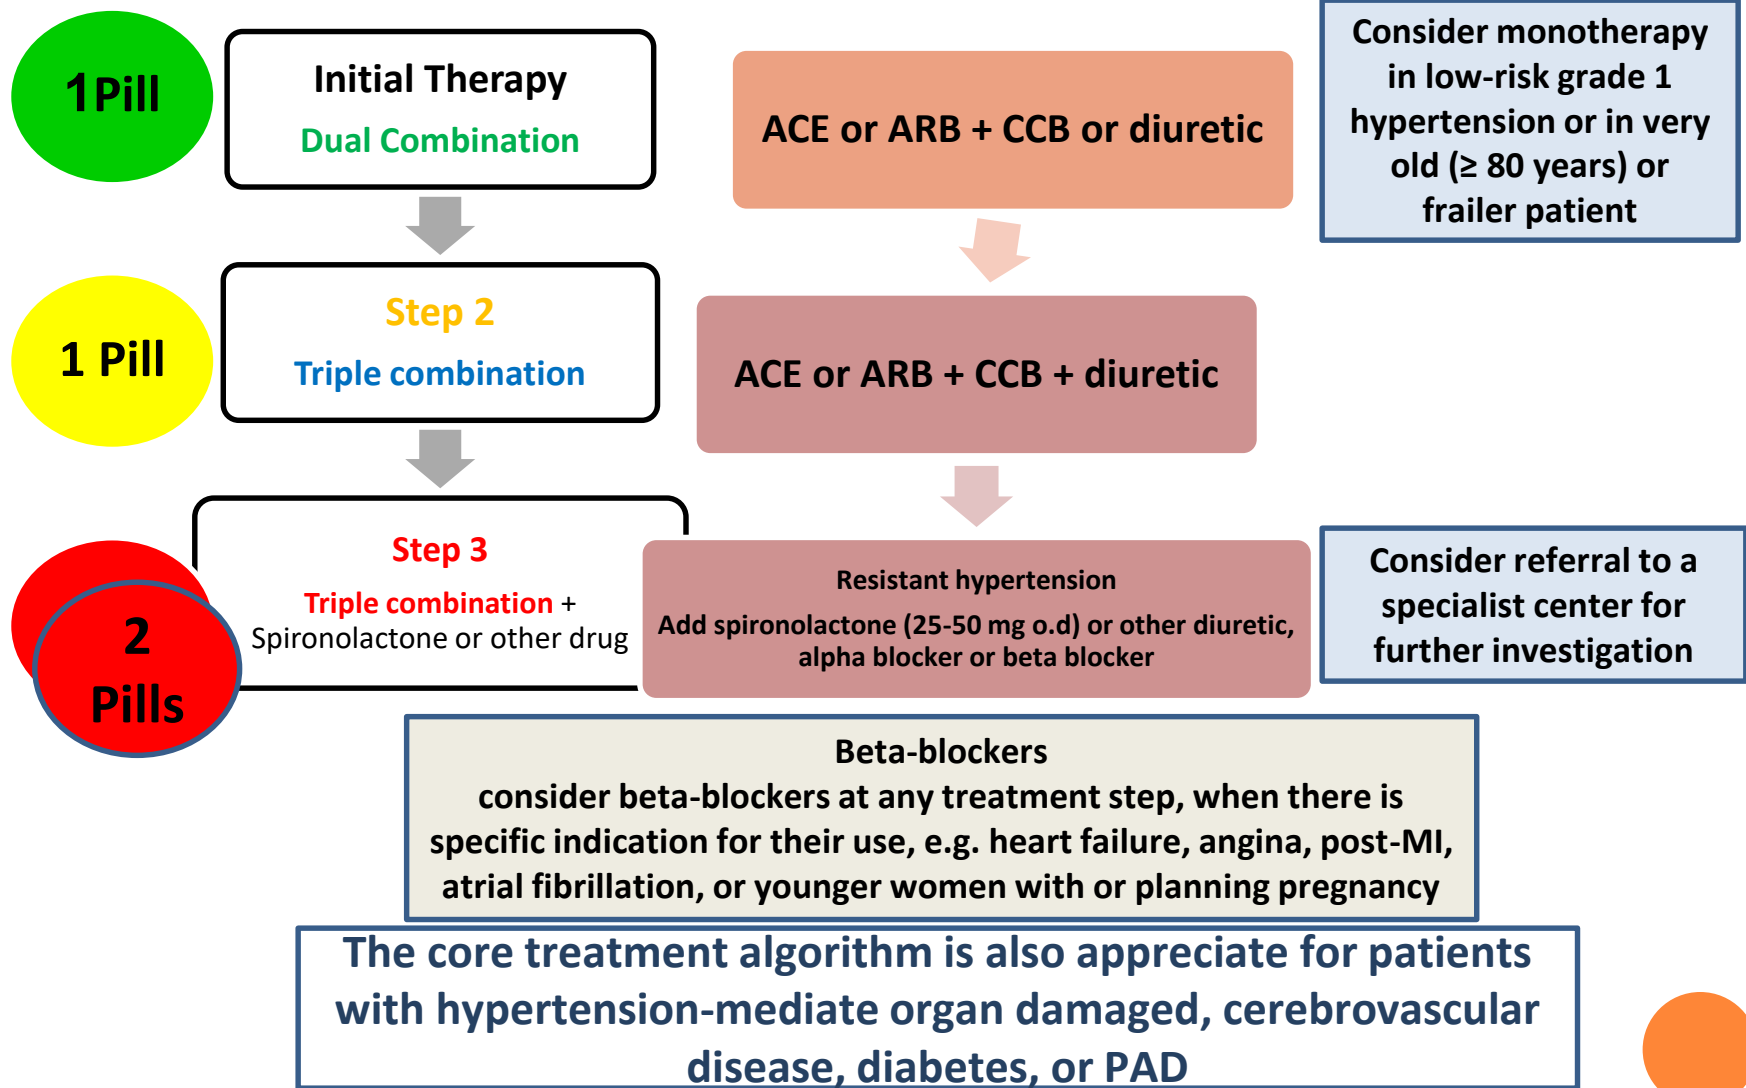 1Pill
Initial Therapy
Dual Combination
ACE or ARB + CCB or diuretic
Consider monotherapy
in low-risk grade 1
hypertension or in very
old (≥ 80 years) or
frailer patient
1 Pill
Step 2
Triple combination
ACE or ARB + CCB + diuretic
2
Pills
Step 3
Triple combination +
Spironolactone or other drug
Resistant hypertension
Add spironolactone (25-50 mg o.d) or other diuretic,
alpha blocker or beta blocker
Consider referral to a
specialist center for
further investigation
Beta-blockers
consider beta-blockers at any treatment step, when there is
specific indication for their use, e.g. heart failure, angina, post-MI,
atrial fibrillation, or younger women with or planning pregnancy
The core treatment algorithm is also appreciate for patients
with hypertension-mediate organ damaged, cerebrovascular
disease, diabetes, or PAD